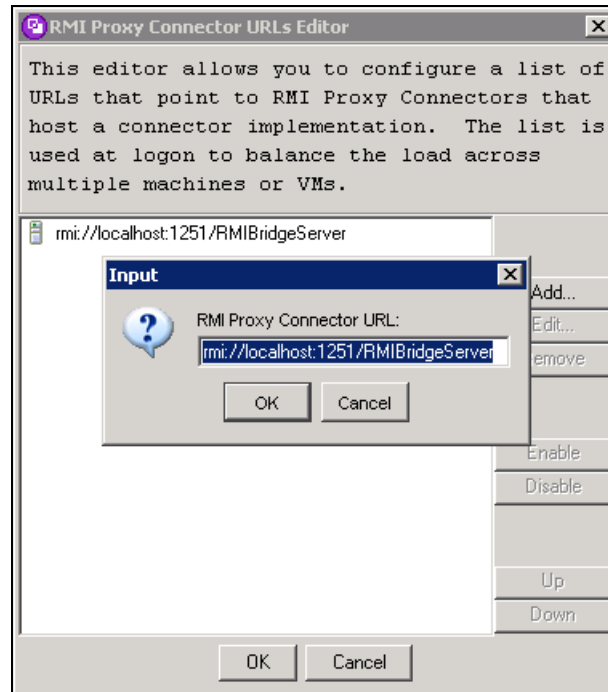 RMI Proxy Connector URLs Editor
This editor allows you to configure a list of
URLs that point to RMI Proxy Connectors that
host a connector implementation.  The list is
used at logon to balance the load across
multiple machines or VMs.
rmi://localhost:1251/RMIBridgeServer
Input
RMI Proxy Connector URL:
rmi://localhost:1251/RMIBridgeServer
OK
Cancel
Add...
Edit...
emove
Enable
Disable
Up
Down
OK
Cancel